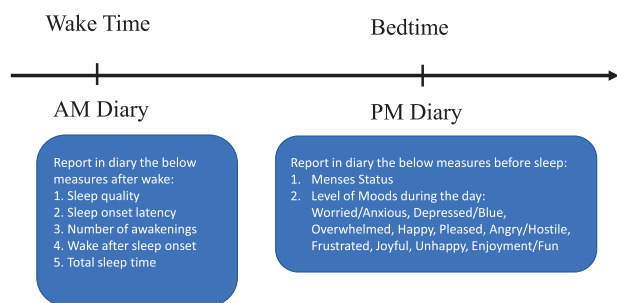 Wake Time
Bedtime
AM Diary
PM Diary
Report in diary the below
measures after wake:
1. Sleep quality
2. Sleep onset latency
3. Number of awakenings
4. Wake after sleep onset
5. Total sleep time
Report in diary the below measures before sleep:
1. Menses Status
2. Level of Moods during the day:
Worried/Anxious, Depressed/Blue,
Overwhelmed, Happy, Pleased, Angry/Hostile,
Frustrated, Joyful, Unhappy, Enjoyment/Fun